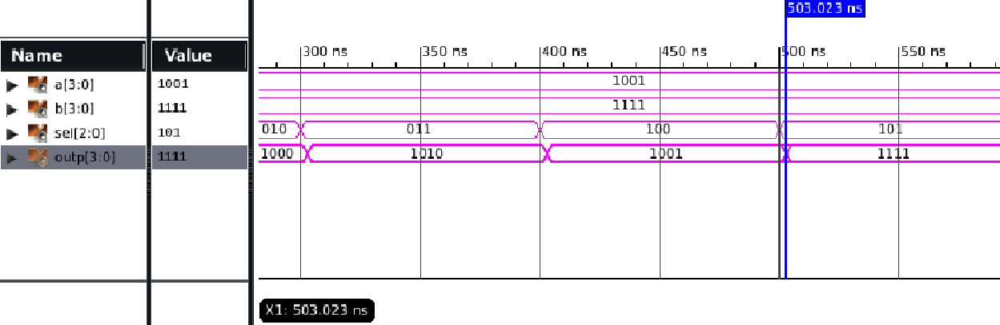 503.023 ns
Name Value 300 ns 350 ns 400 ns 450 ns 500 ns 550 ns
a[3:0] 1001 1001
b[3:0] 1111 1111
sel[2:0] 101 010 011 100 101
outp[3:0] 1111 1000 1010 1001 1111
X1: 503.023 ns